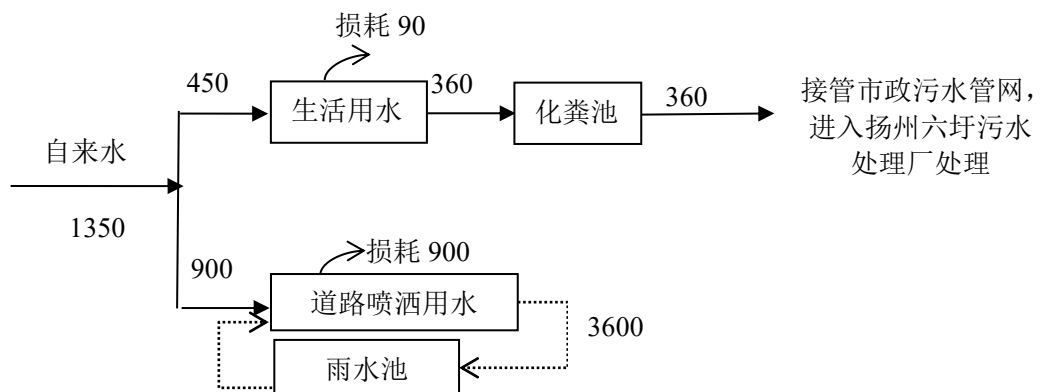 损耗 90
450
生活用水
360
化粪池
360
接管市政污水管网，
进入扬州六圩污水
处理厂处理
自来水
1350
900
损耗 900
道路喷洒用水
3600
雨水池